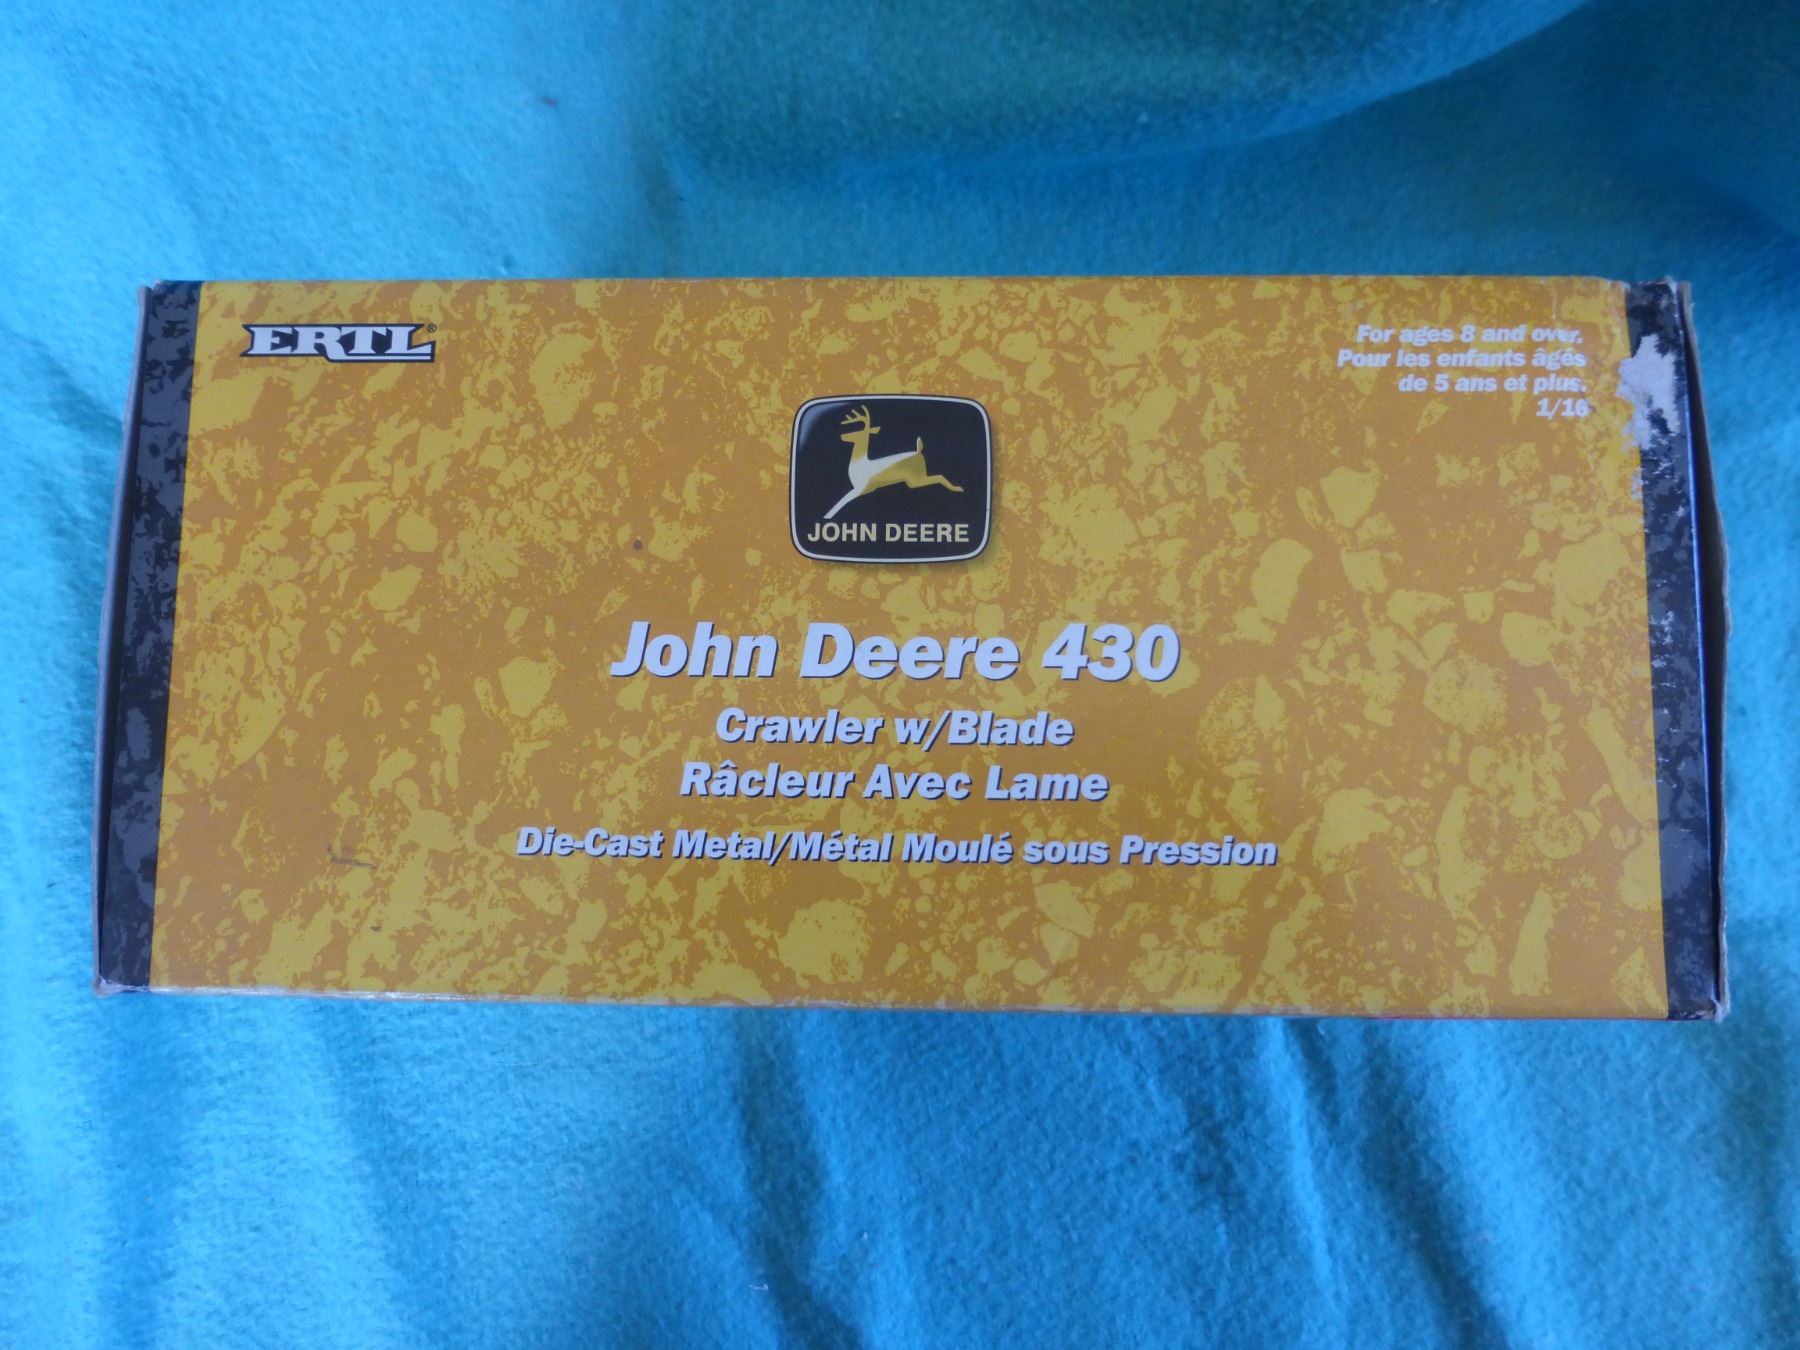 ERTL®
For ages 8 and over.
Pour les enfants âgés
de 5 ans et plus.
1/16
JOHN DEERE
John Deere 430
Crawler w/Blade
Râcleur Avec Lame
Die-Cast Metal/Métal Moulé sous Pression